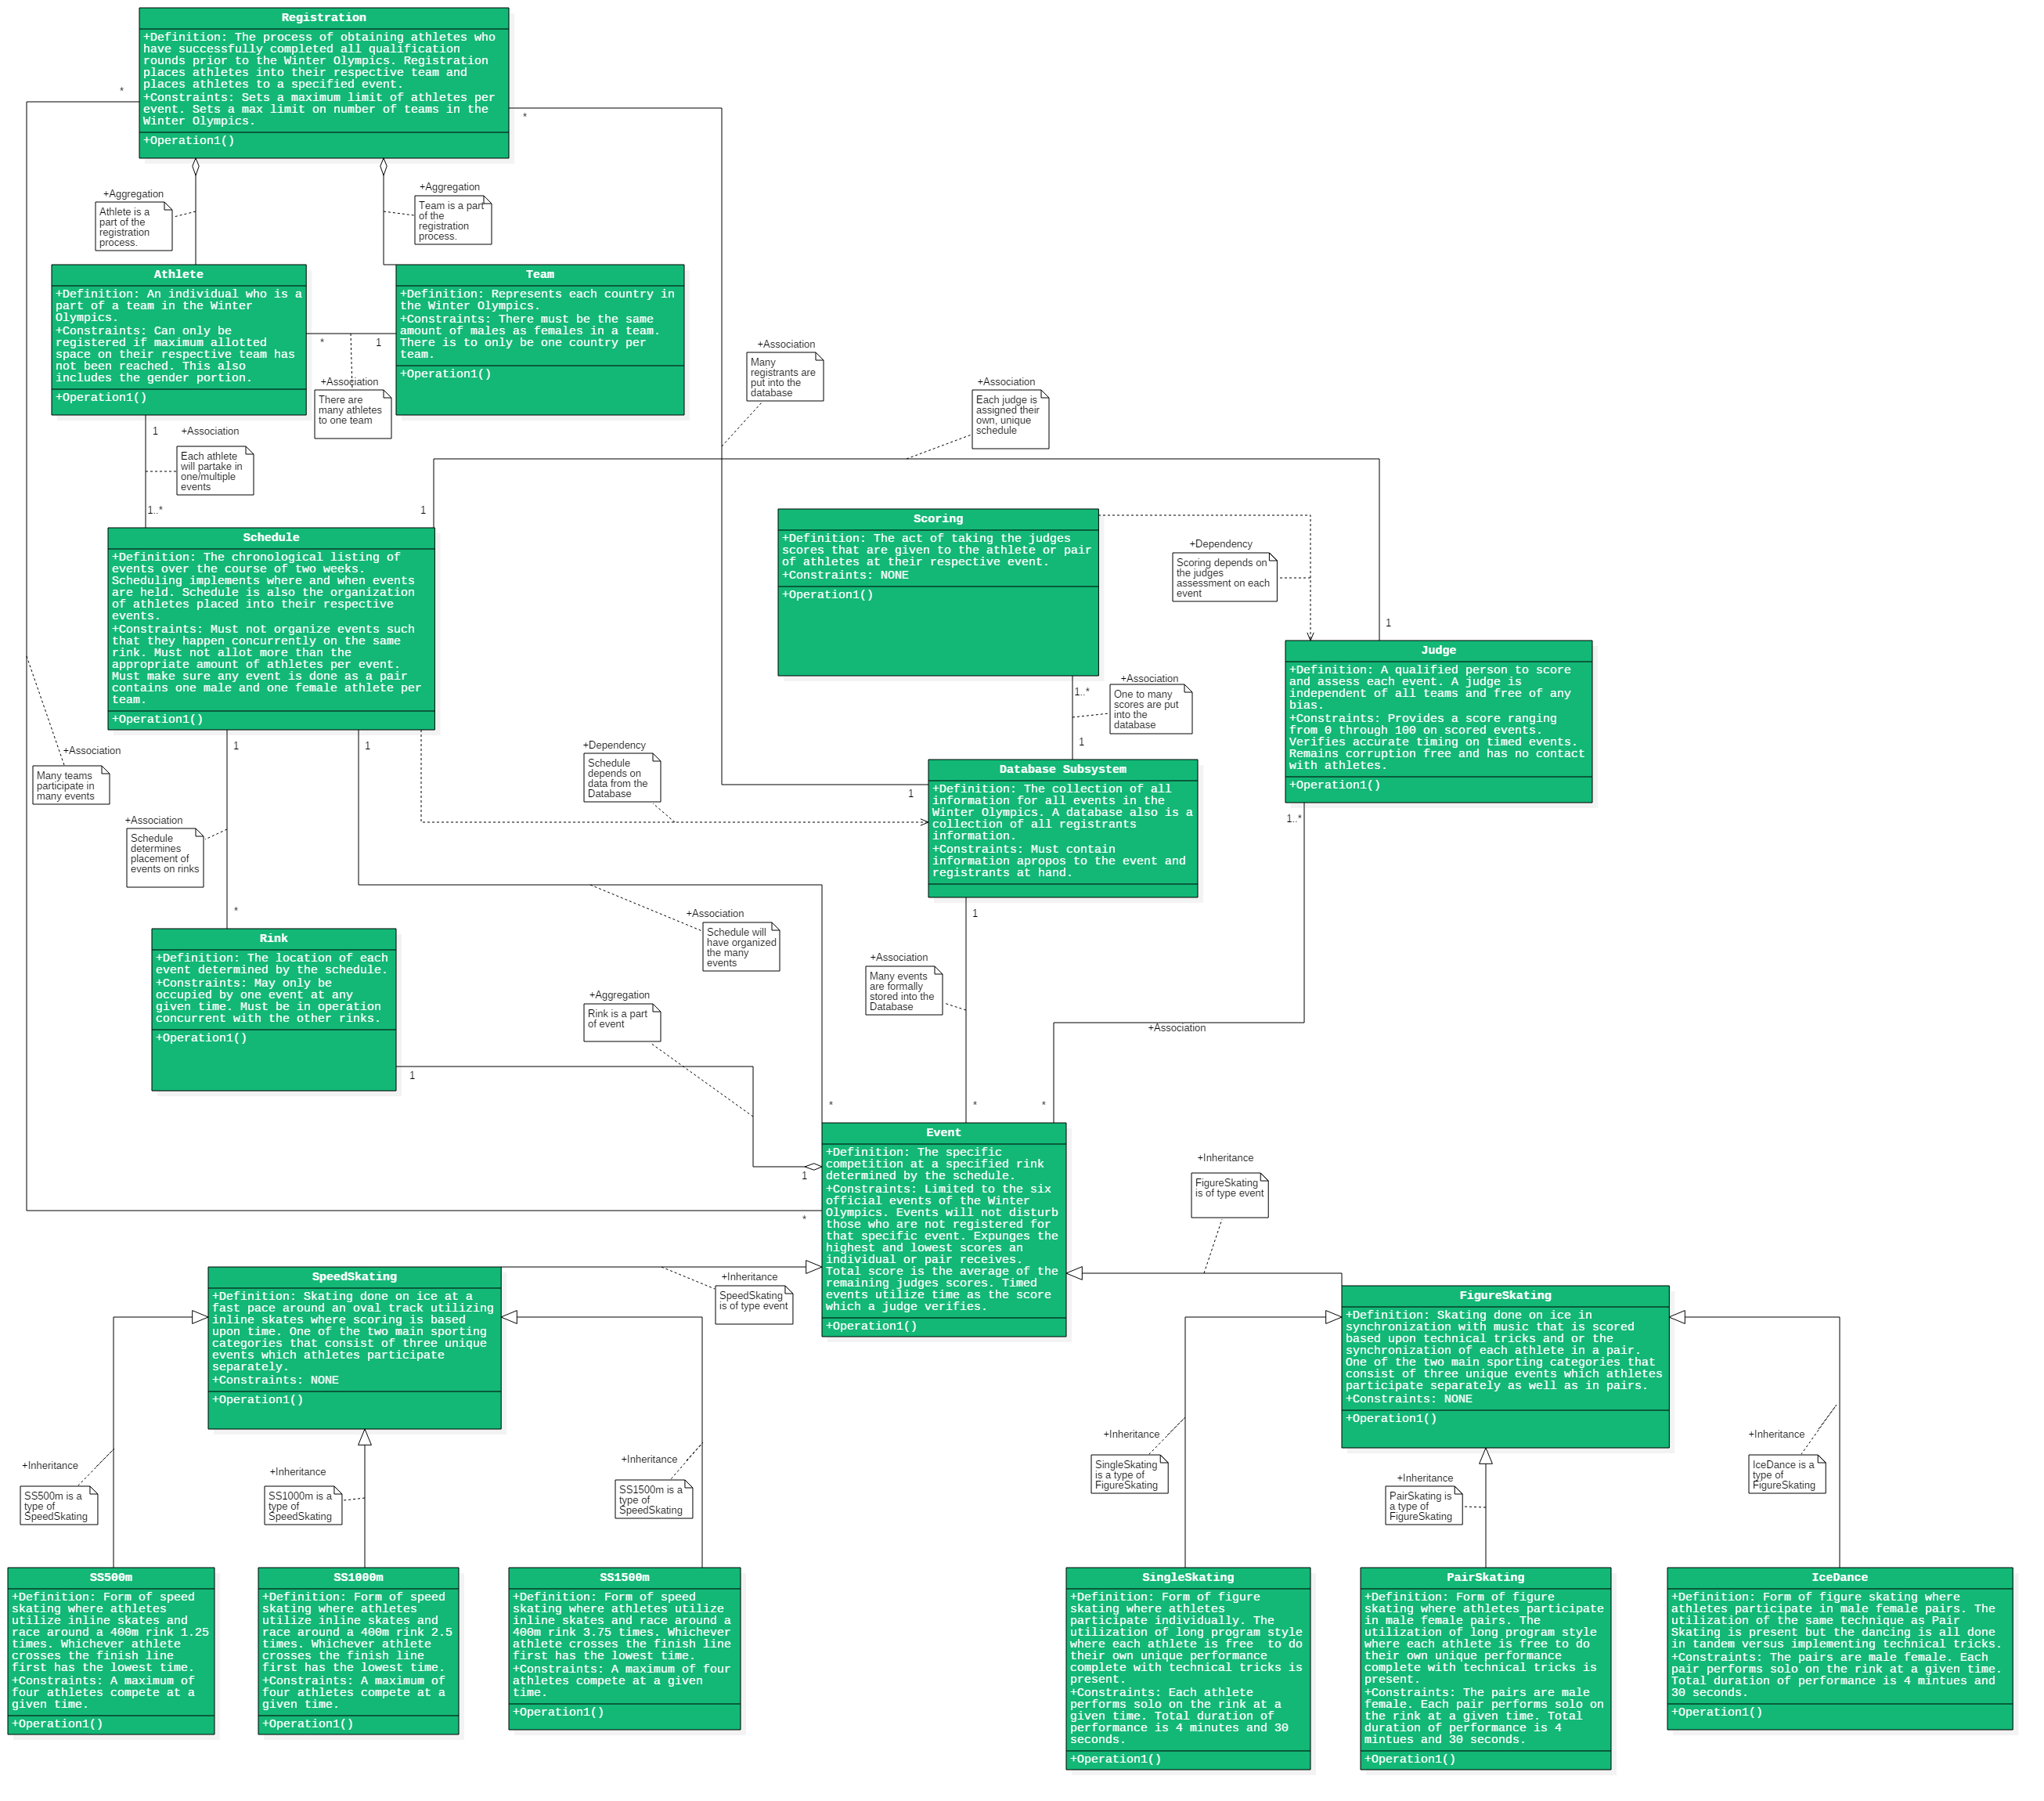 Registration
+Definition: The process of obtaining athletes who
have successfully completed all qualification
rounds prior to the Winter Olympics. Registration
places athletes into their respective team and
places athletes to a specified event.
+Constraints: Sets a maximum limit of athletes per
event. Sets a max limit on number of teams in the
Winter Olympics.
+Operation1()
*
*
+Aggregation
Athlete is a
part of the
registration
process.
+Aggregation
Team is a part
of the
registration
process.
Athlete
+Definition: An individual who is a
part of a team in the Winter
Olympics.
+Constraints: Can only be
registered if maximum allotted
space on their respective team has
not been reached. This also
includes the gender portion.
+Operation1()
Team
+Definition: Represents each country in
the Winter Olympics.
+Constraints: There must be the same
amount of males as females in a team.
There is to only be one country per
team.
+Operation1()
*
1
+Association
There are
many athletes
to one team
+Association
Many
registrants are
put into the
database
+Association
Each judge is
assigned their
own, unique
schedule
1
+Association
Each athlete
will partake in
one/multiple
events
1..*
1
Schedule
+Definition: The chronological listing of
events over the course of two weeks.
Scheduling implements where and when events
are held. Schedule is also the organization
of athletes placed into their respective
events.
+Constraints: Must not organize events such
that they happen concurrently on the same
rink. Must not allot more than the
appropriate amount of athletes per event.
Must make sure any event is done as a pair
contains one male and one female athlete per
team.
+Operation1()
Scoring
+Definition: The act of taking the judges
scores that are given to the athlete or pair
of athletes at their respective event.
+Constraints: NONE
+Operation1()
+Dependency
Scoring depends on
the judges
assessment on each
event
1
Judge
+Definition: A qualified person to score
and assess each event. A judge is
independent of all teams and free of any
bias.
+Constraints: Provides a score ranging
from 0 through 100 on scored events.
Verifies accurate timing on timed events.
Remains corruption free and has no contact
with athletes.
+Operation1()
1..*
+Association
One to many
scores are put
into the
database
1
+Association
Many teams
participate in
many events
1
1
+Dependency
Schedule
depends on
data from the
Database
1
Database Subsystem
+Definition: The collection of all
information for all events in the
Winter Olympics. A database also is a
collection of all registrants
information.
+Constraints: Must contain
information apropos to the event and
registrants at hand.
1..*
+Association
Schedule
determines
placement of
events on rinks
*
+Association
Schedule will
have organized
the many
events
1
+Association
Many events
are formally
stored into the
Database
+Association
Rink
+Definition: The location of each
event determined by the schedule.
+Constraints: May only be
occupied by one event at any
given time. Must be in operation
concurrent with the other rinks.
+Operation1()
+Aggregation
Rink is a part
of event
1
*
*
*
1
*
Event
+Definition: The specific
competition at a specified rink
determined by the schedule.
+Constraints: Limited to the six
official events of the Winter
Olympics. Events will not disturb
those who are not registered for
that specific event. Expunges the
highest and lowest scores an
individual or pair receives.
Total score is the average of the
remaining judges scores. Timed
events utilize time as the score
which a judge verifies.
+Operation1()
+Inheritance
FigureSkating
is of type event
+Inheritance
SpeedSkating
is of type event
SpeedSkating
+Definition: Skating done on ice at a
fast pace around an oval track utilizing
inline skates where scoring is based
upon time. One of the two main sporting
categories that consist of three unique
events which athletes participate
separately.
+Constraints: NONE
+Operation1()
FigureSkating
+Definition: Skating done on ice in
synchronization with music that is scored
based upon technical tricks and or the
synchronization of each athlete in a pair.
One of the two main sporting categories that
consist of three unique events which athletes
participate separately as well as in pairs.
+Constraints: NONE
+Operation1()
+Inheritance
SS500m is a
type of
SpeedSkating
+Inheritance
SS1000m is a
type of
SpeedSkating
+Inheritance
SS1500m is a
type of
SpeedSkating
+Inheritance
SingleSkating
is a type of
FigureSkating
+Inheritance
PairSkating is
a type of
FigureSkating
+Inheritance
IceDance is a
type of
FigureSkating
SS500m
+Definition: Form of speed
skating where athletes
utilize inline skates and
race around a 400m rink 1.25
times. Whichever athlete
crosses the finish line
first has the lowest time.
+Constraints: A maximum of
four athletes compete at a
given time.
+Operation1()
SS1000m
+Definition: Form of speed
skating where athletes
utilize inline skates and
race around a 400m rink 2.5
times. Whichever athlete
crosses the finish line
first has the lowest time.
+Constraints: A maximum of
four athletes compete at a
given time.
+Operation1()
SS1500m
+Definition: Form of speed
skating where athletes utilize
inline skates and race around a
400m rink 3.75 times. Whichever
athlete crosses the finish line
first has the lowest time.
+Constraints: A maximum of four
athletes compete at a given
time.
+Operation1()
SingleSkating
+Definition: Form of figure
skating where athletes
participate individually. The
utilization of long program style
where each athlete is free  to do
their own unique performance
complete with technical tricks is
present.
+Constraints: Each athlete
performs solo on the rink at a
given time. Total duration of
performance is 4 minutes and 30
seconds.
+Operation1()
PairSkating
+Definition: Form of figure
skating where athletes participate
in male female pairs. The
utilization of long program style
where each athlete is free to do
their own unique performance
complete with technical tricks is
present.
+Constraints: The pairs are male
female. Each pair performs solo on
the rink at a given time. Total
duration of performance is 4
mintues and 30 seconds.
+Operation1()
IceDance
+Definition: Form of figure skating where
athletes participate in male female pairs. The
utilization of the same technique as Pair
Skating is present but the dancing is all done
in tandem versus implementing technical tricks.
+Constraints: The pairs are male female. Each
pair performs solo on the rink at a given time.
Total duration of performance is 4 mintues and
30 seconds.
+Operation1()